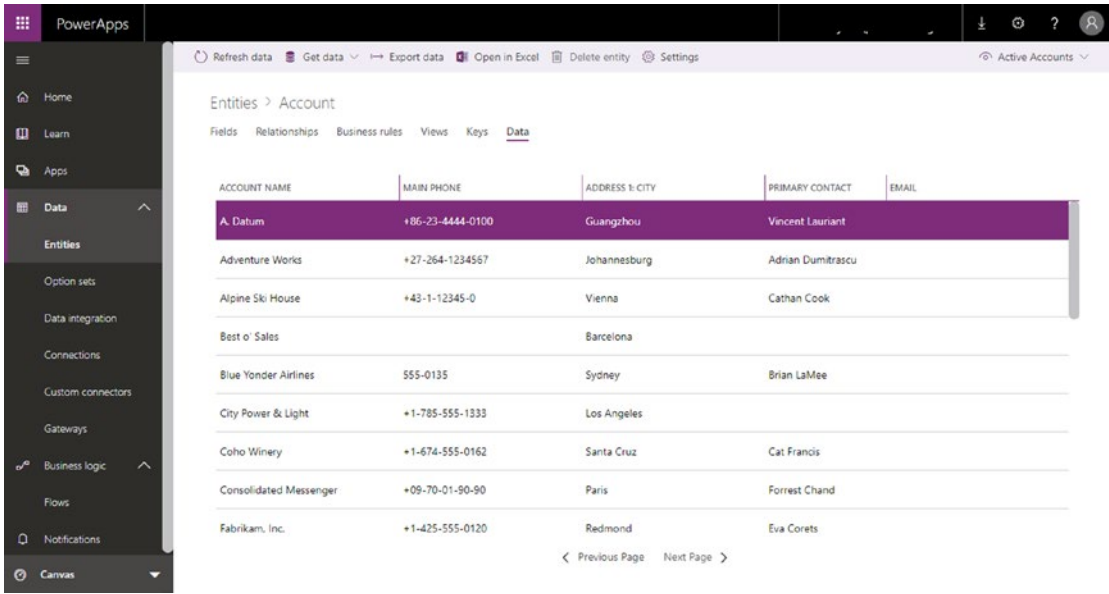 PowerApps
?
Refresh data Get data Export data Open in Excel Delete entity Settings Active Accounts
Home
Learn
Apps
Data
Entities
Option sets
Data integration
Connections
Custom connectors
Gateways
Business logic
Flows
Notifications
Canvas
Entities > Account
Fields Relationships Business rules Views Keys Data
ACCOUNT NAME MAIN PHONE ADDRESS 1: CITY PRIMARY CONTACT EMAIL
A. Datum +86-23-4444-0100 Guangzhou Vincent Lauriant
Adventure Works +27-264-1234567 Johannesburg Adrian Dumitrascu
Alpine Ski House +43-1-12345-0 Vienna Cathan Cook
Best o' Sales Barcelona
Blue Yonder Airlines 555-0135 Sydney Brian LaMee
City Power & Light +1-785-555-1333 Los Angeles
Coho Winery +1-674-555-0162 Santa Cruz Cat Francis
Consolidated Messenger +09-70-01-90-90 Paris Forrest Chand
Fabrikam, Inc. +1-425-555-0120 Redmond Eva Corets
< Previous Page Next Page >